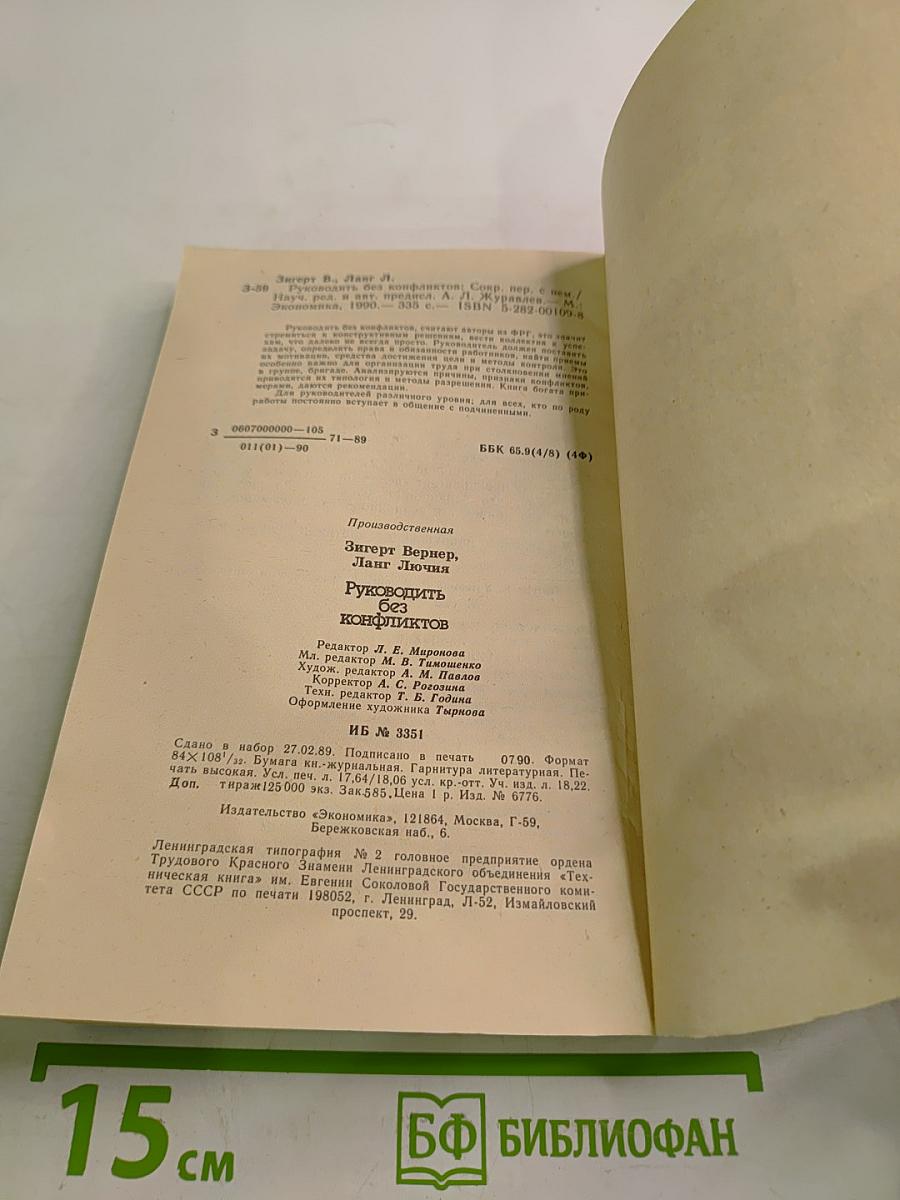 Зигерт В., Ланг Л.
З-59 Руководить без конфликтов: Сокр. пер. с нем./
Науч. ред. и авт. предисл. А. Л. Журавлев.— М.:
Экономика, 1990.— 335 с.— ISBN 5-282-00109-8
Руководить без конфликтов, считают авторы из ФРГ, это значит
стремиться к конструктивным решениям, вести коллектив к успе-
хам, что далеко не всегда просто. Руководитель должен поставить
задачу, определить права и обязанности работников, найти приемы
их мотивации, средства достижения цели и методы контроля. Это
особенно важно для организации труда при столкновении мнений
в группе, бригаде. Анализируются причины, признаки конфликтов,
приводятся их типология и методы разрешения. Книга богата при-
мерами, даются рекомендации.
Для руководителей различного уровня; для всех, кто по роду
работы постоянно вступает в общение с подчиненными.
З 0607000000—105
011(01)—90 71—89
ББК 65.9(4/8) (4Ф)
Производственная
Зигерт Вернер,
Ланг Лючия
Руководить
без
конфликтов
Редактор Л. Е. Миронова
Мл. редактор М. В. Тимошенко
Худож. редактор А. М. Павлов
Корректор А. С. Рогозина
Техн. редактор Т. Б. Година
Оформление художника Тырнова
ИБ № 3351
Сдано в набор 27.02.89. Подписано в печать 0790. Формат
84×108 1/32. Бумага кн.-журнальная. Гарнитура литературная. Пе-
чать высокая. Усл. печ. л. 17,64/18,06 усл. кр.-отт. Уч. изд. л. 18,22.
Доп. тираж125000 экз. Зак.585.Цена 1 р. Изд. № 6776.
Издательство «Экономика», 121864, Москва, Г-59,
Бережковская наб., 6.
Ленинградская типография № 2 головное предприятие ордена
Трудового Красного Знамени Ленинградского объединения «Тех-
ническая книга» им. Евгении Соколовой Государственного коми-
тета СССР по печати 198052, г. Ленинград, Л-52, Измайловский
проспект, 29.
15 см
БФ БИБЛИОФАН